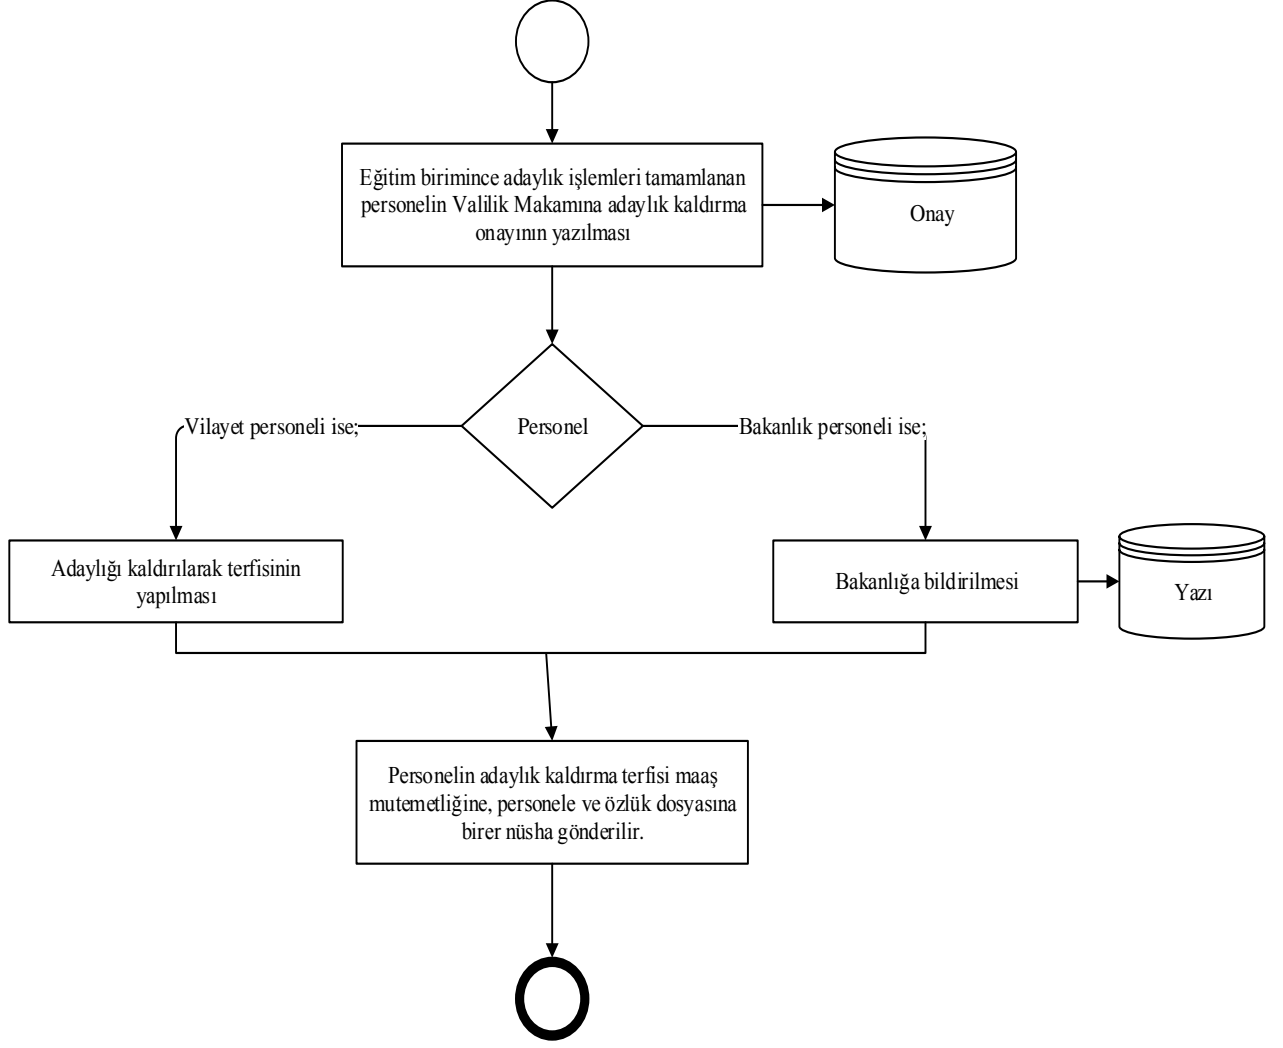 Eğitim birimince adaylık işlemleri tamamlanan
personelin Valilik Makamına adaylık kaldırma
onayının yazılması
Onay
Personel
Vilayet personeli ise;
Bakanlık personeli ise;
Adaylığı kaldırılarak terfisinin
yapılması
Bakanlığa bildirilmesi
Yazı
Personelin adaylık kaldırma terfisi maaş
mutemetliğine, personele ve özlük dosyasına
birer nüsha gönderilir.